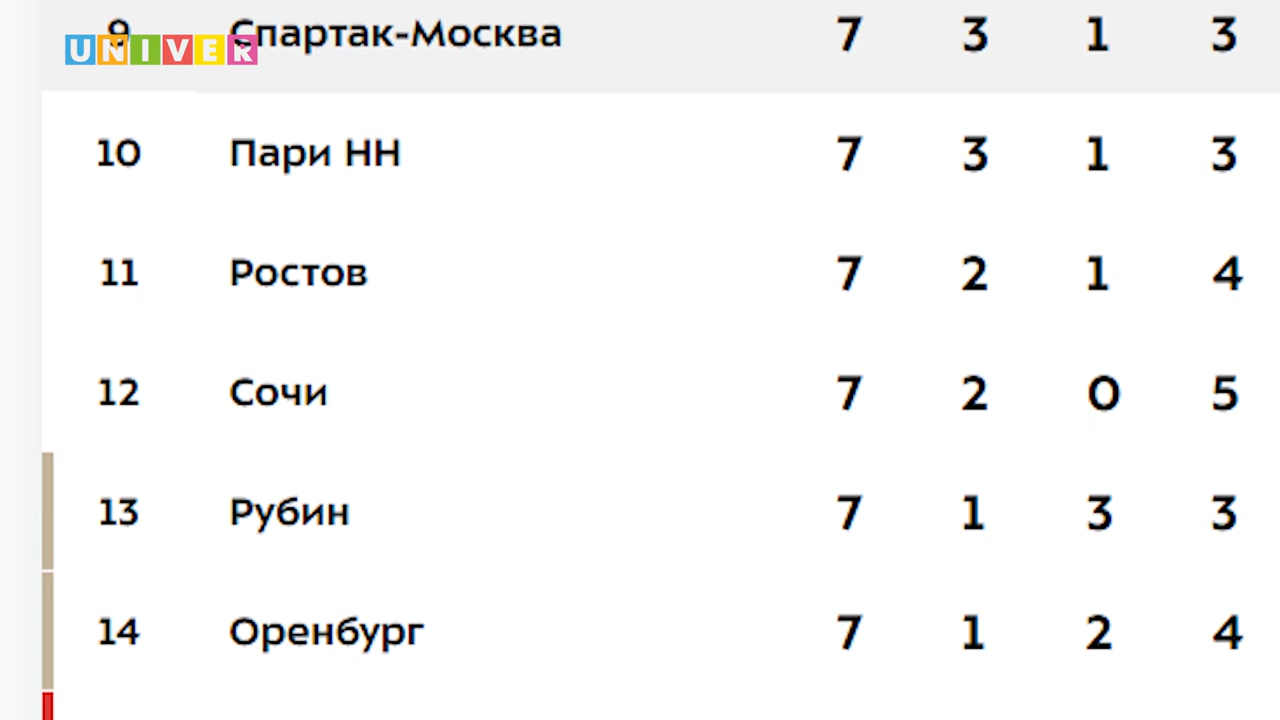 9 Спартак-Москва 7 3 1 3
UNIVER
10 Пари НН 7 3 1 3
11 Ростов 7 2 1 4
12 Сочи 7 2 0 5
13 Рубин 7 1 3 3
14 Оренбург 7 1 2 4